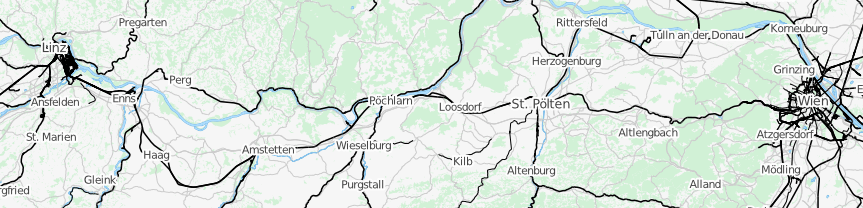 Pregarten
Rittersfeld
Korneuburg
Tulln an der Donau
Linz
Herzogenburg
Grinzing
Perg
Enns
Ansfelden
Pöchlarn
Loosdorf
St. Pölten
Wien
E
St. Marien
Altlengbach
Atzgersdorf
Haag
Amstetten
Wieselburg
Kilb
Altenburg
Mödling
Gleink
Purgstall
Alland
gfried